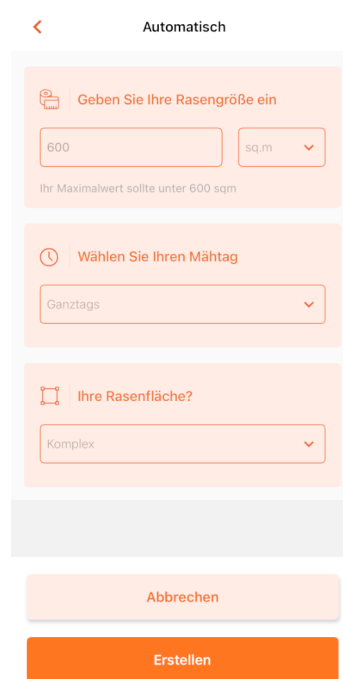 Automatisch
Geben Sie Ihre Rasengröße ein
600
sq.m
Ihr Maximalwert sollte unter 600 sqm
Wählen Sie Ihren Mähtag
Ganztags
Ihre Rasenfläche?
Komplex
Abbrechen
Erstellen